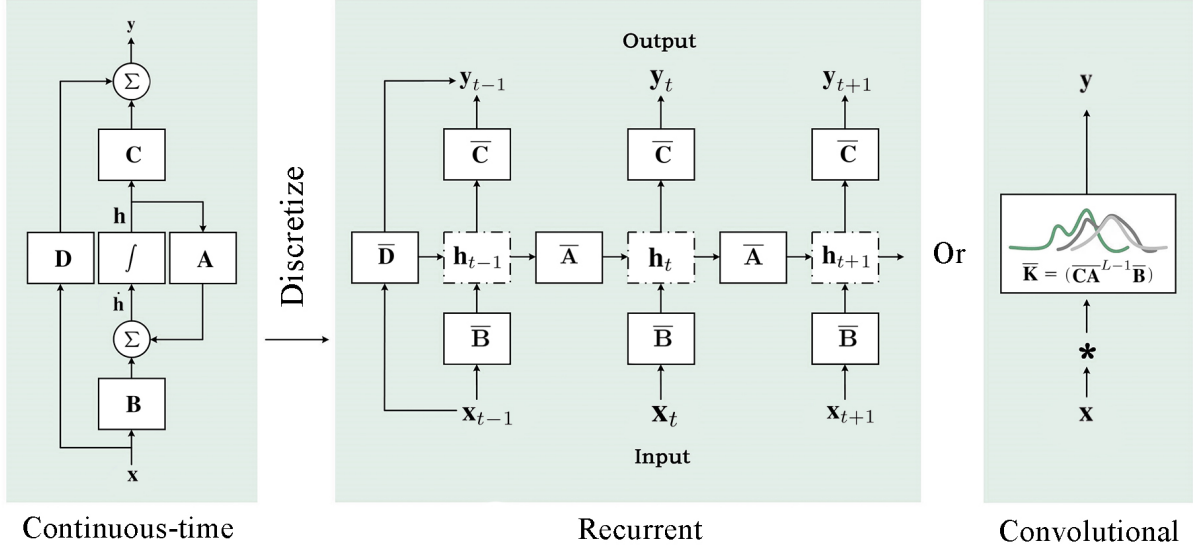 y
Σ
C
h
D ∫ A
ḣ
Σ
B
x
Continuous-time
Discretize
Output
y_{t−1} y_t y_{t+1}
C̅ C̅ C̅
D̅ h_{t−1} A̅ h_t A̅ h_{t+1}
B̅ B̅ B̅
x_{t−1} x_t x_{t+1}
Input
Recurrent
Or
y
K̅ = (C̅A̅^{L−1}B̅)
*
x
Convolutional